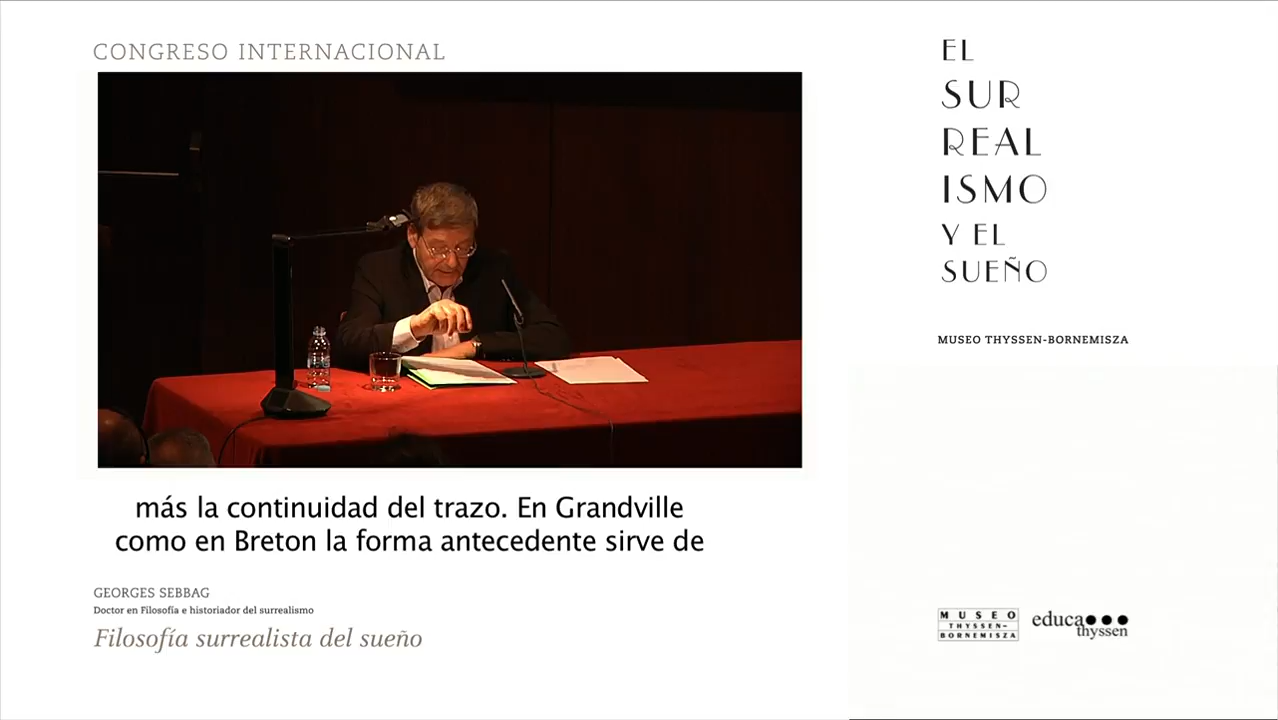 CONGRESO INTERNACIONAL
EL
SUR
REAL
ISMO
Y EL
SUEÑO
MUSEO THYSSEN-BORNEMISZA
más la continuidad del trazo. En Grandville
como en Breton la forma antecedente sirve de
GEORGES SEBBAG
Doctor en Filosofía e historiador del surrealismo
Filosofía surrealista del sueño
MUSEO
THYSSEN-
BORNEMISZA
educa
thyssen